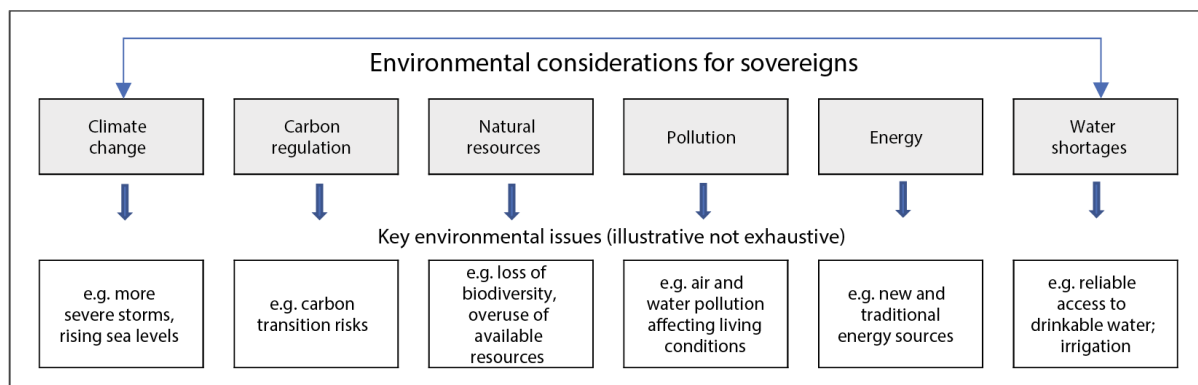 Environmental considerations for sovereigns
Climate
change
Carbon
regulation
Natural
resources
Pollution
Energy
Water
shortages
Key environmental issues (illustrative not exhaustive)
e.g. more
severe storms,
rising sea levels
e.g. carbon
transition risks
e.g. loss of
biodiversity,
overuse of
available
resources
e.g. air and
water pollution
affecting living
conditions
e.g. new and
traditional
energy sources
e.g. reliable
access to
drinkable water;
irrigation